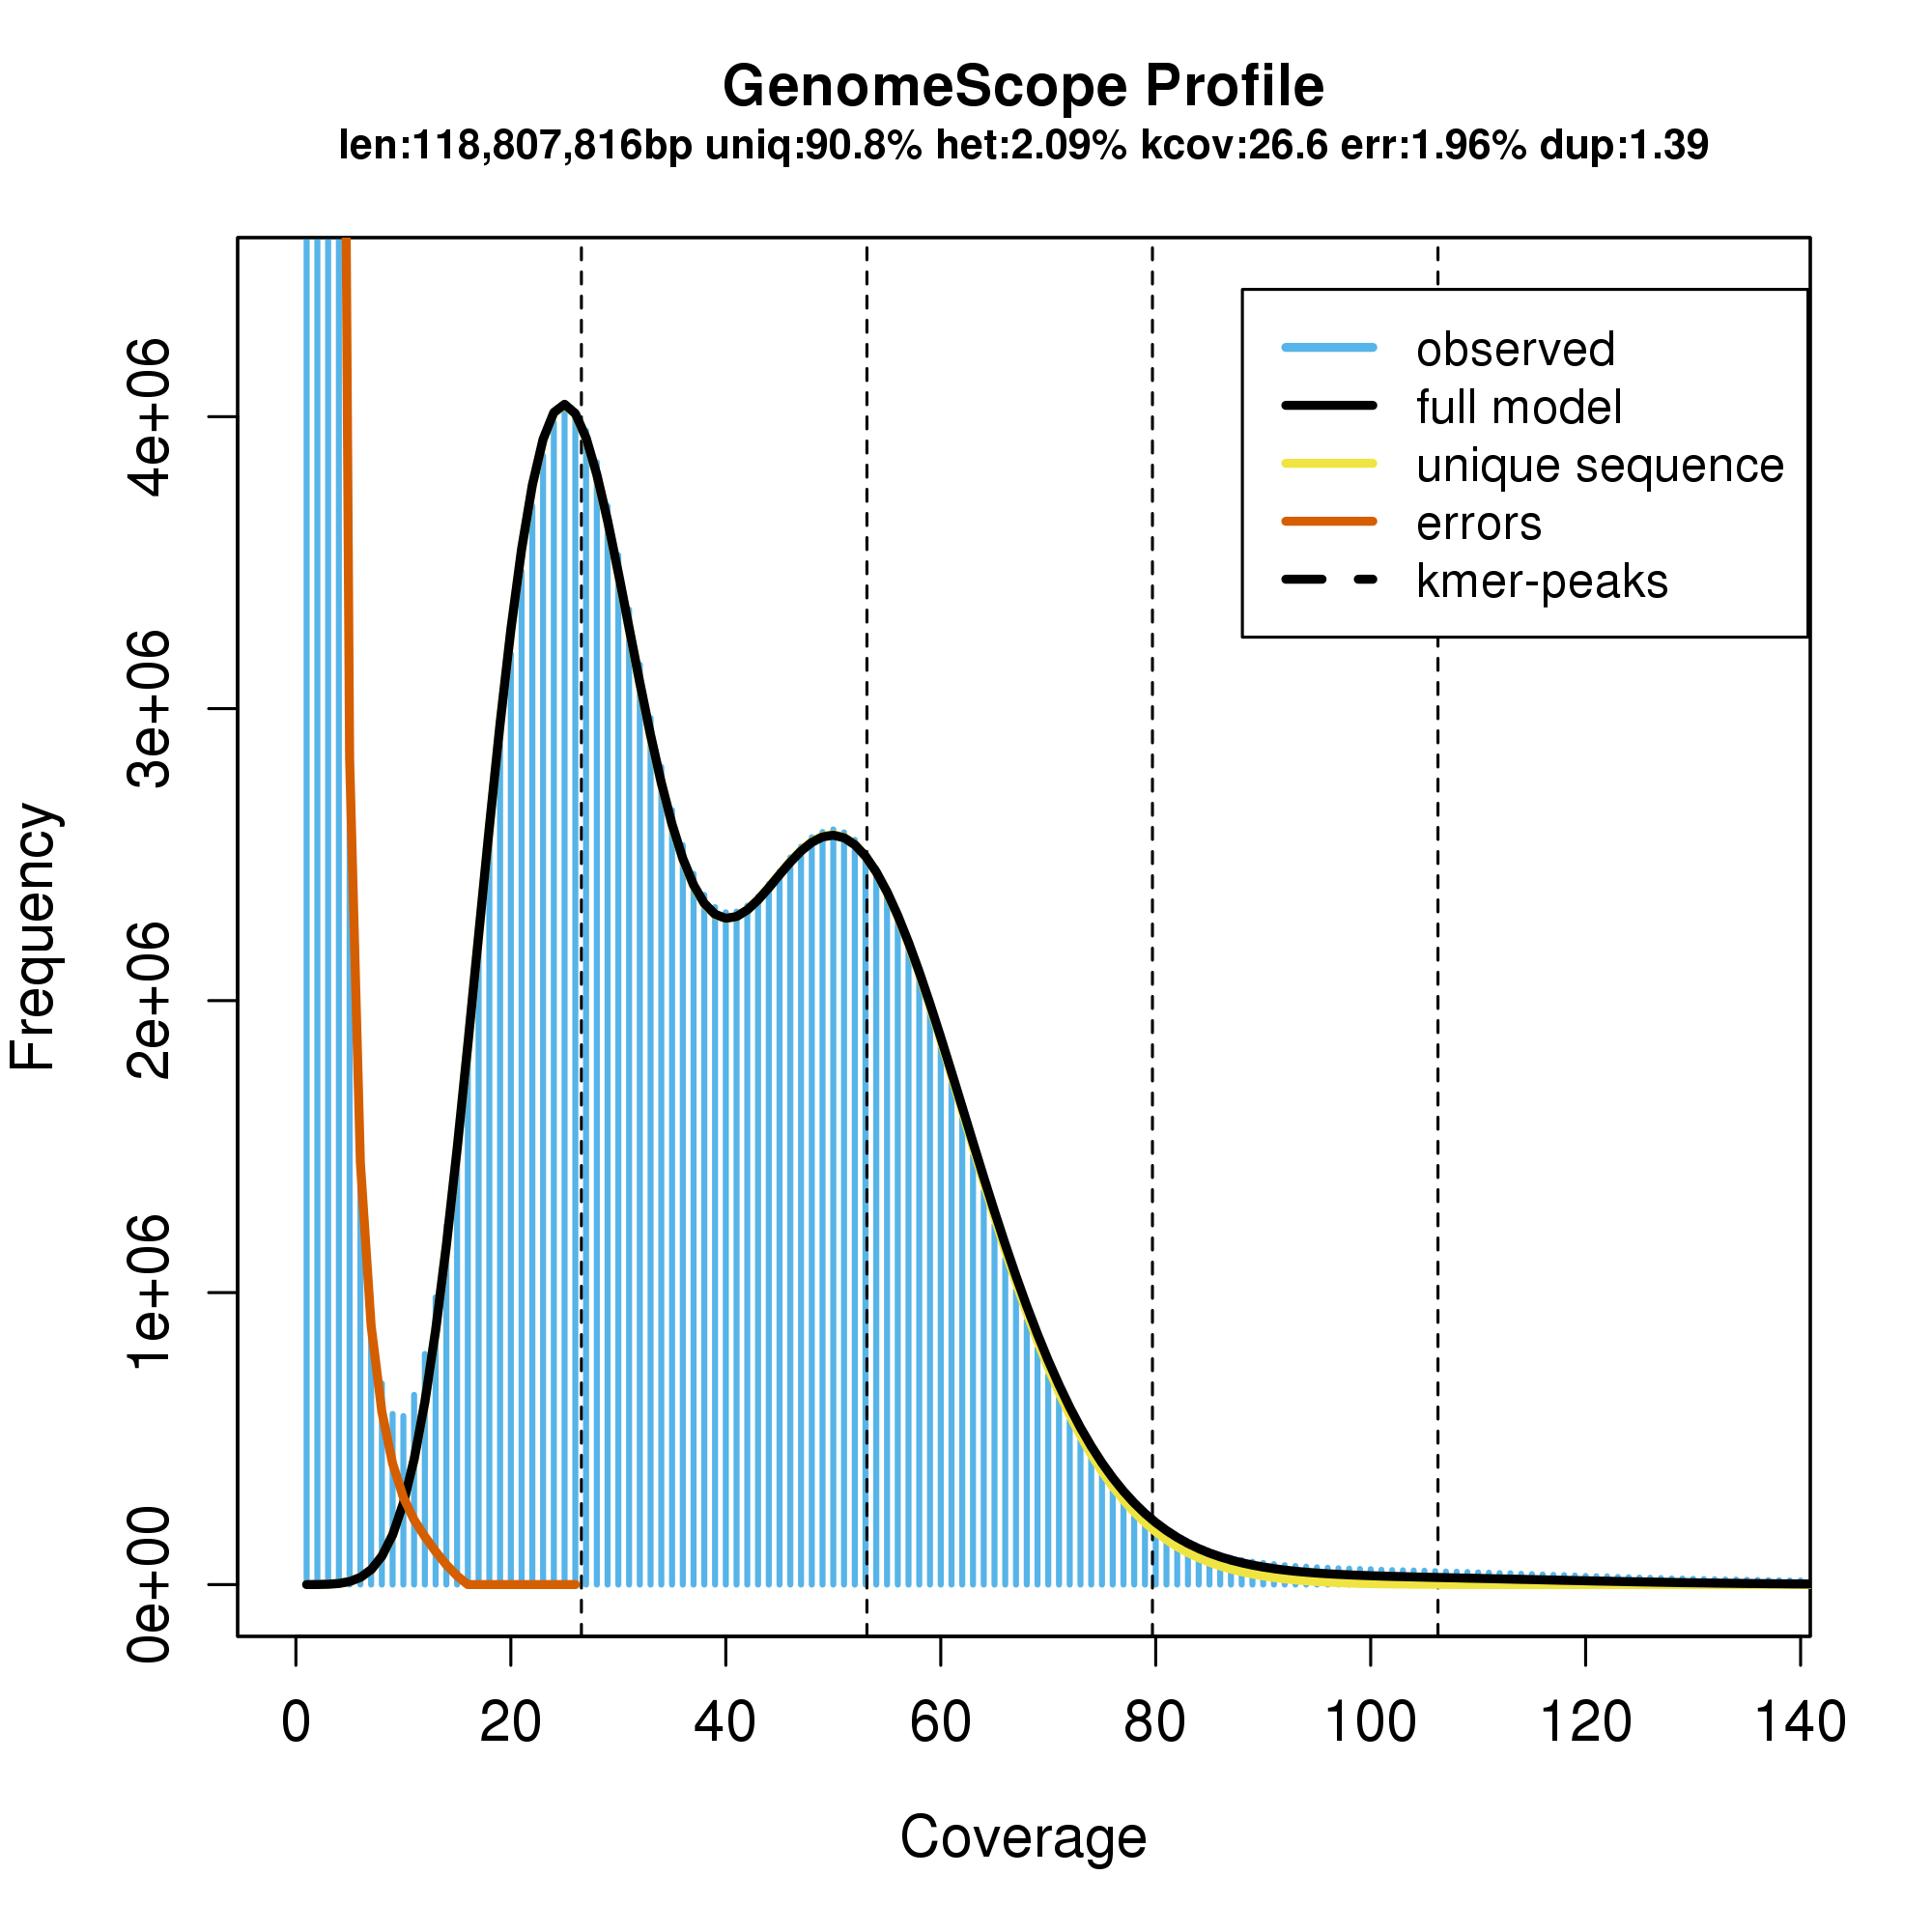 GenomeScope Profile
len:118,807,816bp uniq:90.8% het:2.09% kcov:26.6 err:1.96% dup:1.39
observed
full model
unique sequence
errors
kmer-peaks
Frequency
4e+06
3e+06
2e+06
1e+06
0e+00
0 20 40 60 80 100 120 140
Coverage